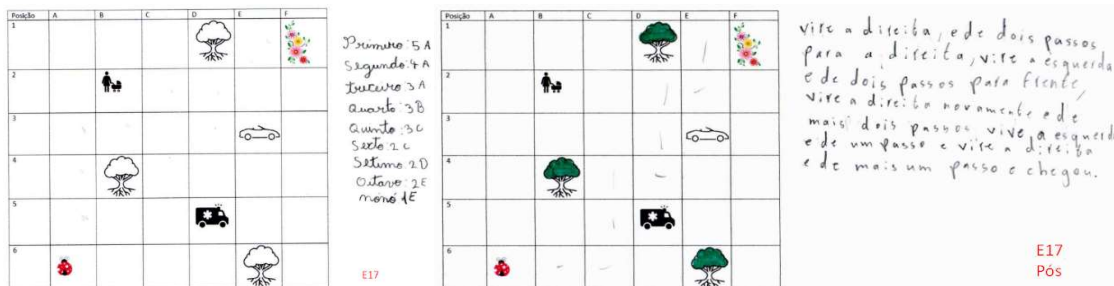 Posição A B C D E F
1
2
3
4
5
6
Primeiro: 5 A
Segundo: 4 A
terceiro 3 A
Quarto: 3 B
Quinto: 3 C
Sexto: 2 C
Sétimo: 2 D
Oitavo: 2 E
nonó 1E
E17
Posição A B C D E F
1
2
3
4
5
6
vire a direita, e de dois passos
para a direita, vire a esquerda
e de dois passos para frente,
vire a direita novamente e de
mais dois passos vire a esquerda
e de um passo e vire a direita
e de mais um passo e chegou.
E17
Pós